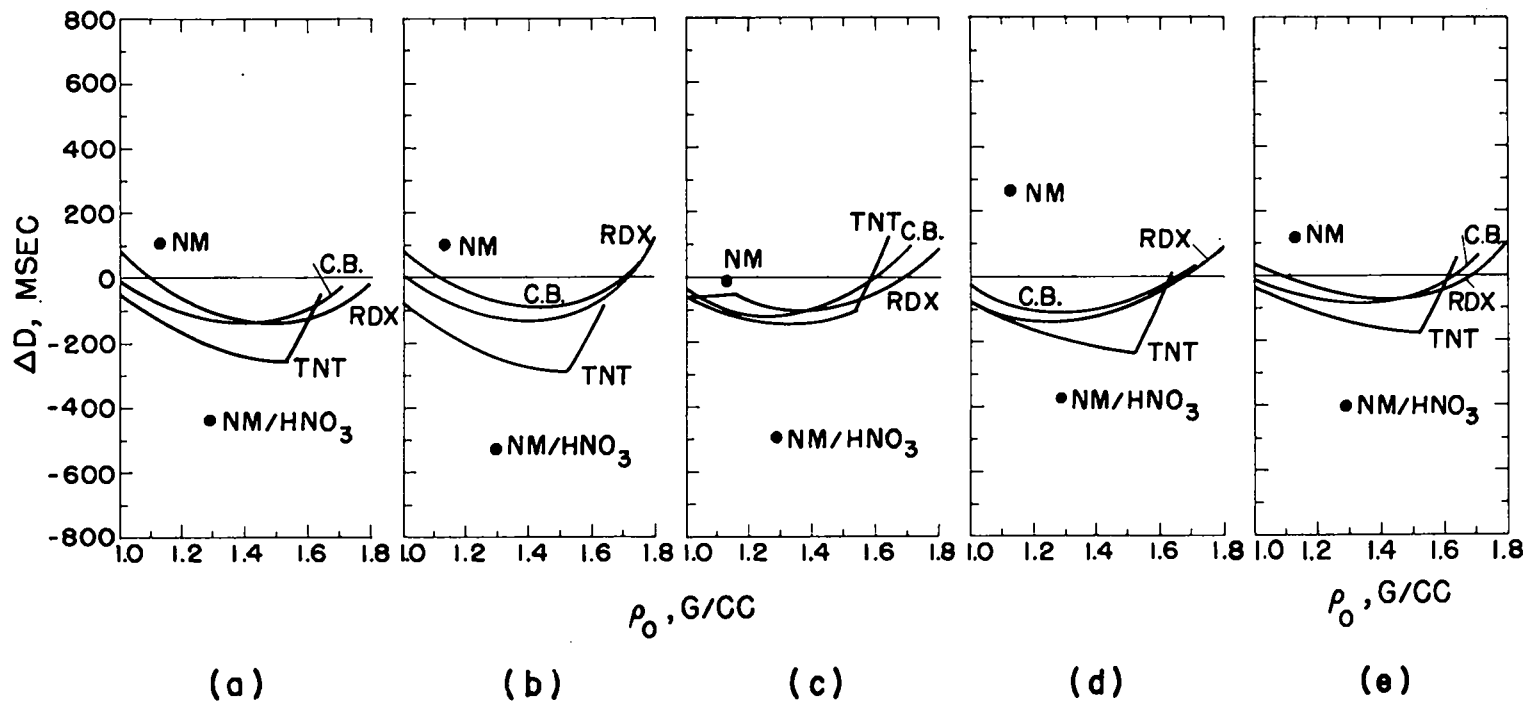 800
600
400
200
0
-200
-400
-600
-800
ΔD, MSEC
NM
C.B.
RDX
TNT
NM/HNO3
1.0 1.2 1.4 1.6 1.8
NM
RDX
C.B.
TNT
NM/HNO3
1.0 1.2 1.4 1.6 1.8
TNT
C.B.
NM
RDX
NM/HNO3
1.0 1.2 1.4 1.6 1.8
NM
RDX
C.B.
TNT
NM/HNO3
1.0 1.2 1.4 1.6 1.8
NM
C.B.
RDX
TNT
NM/HNO3
1.0 1.2 1.4 1.6 1.8
ρ0, G/CC
ρ0, G/CC
(a) (b) (c) (d) (e)